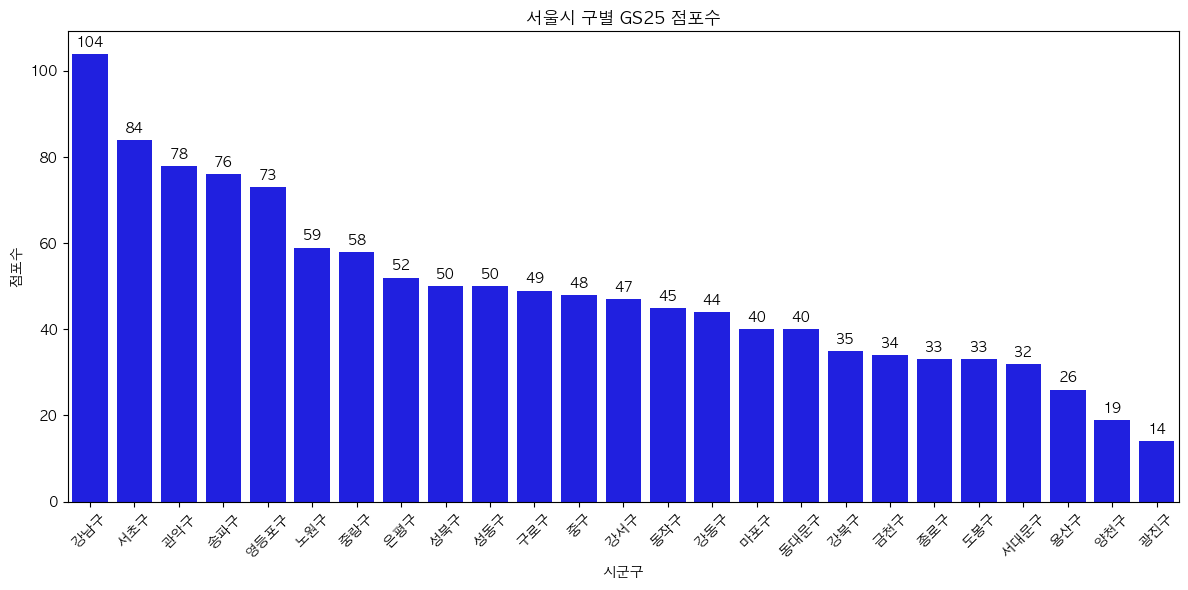 서울시 구별 GS25 점포수
점포수
100
80
60
40
20
0
104
84
78
76
73
59
58
52
50
50
49
48
47
45
44
40
40
35
34
33
33
32
26
19
14
강남구
서초구
관악구
송파구
영등포구
노원구
중랑구
은평구
성북구
성동구
구로구
중구
강서구
동작구
강동구
마포구
동대문구
강북구
금천구
종로구
도봉구
서대문구
용산구
양천구
광진구
시군구